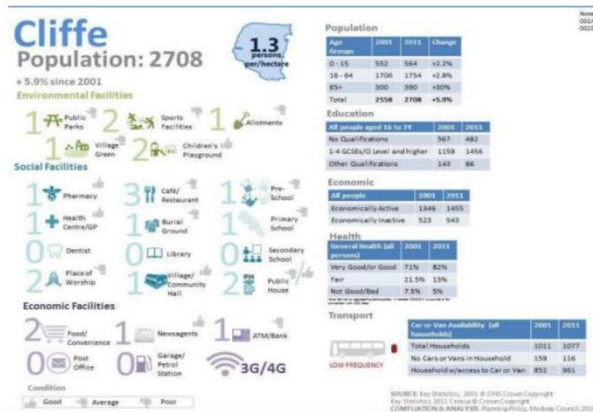 Cliffe
Population: 2708
+ 5.9% since 2001
1.3
persons
per/hectare
Environmental Facilities
1 Public Parks
2 Sports Facilities
1 Allotments
1 Village Green
2 Children's Playground
Social Facilities
1 Pharmacy
3 Café/ Restaurant
1 Pre- School
1 Health Centre/GP
1 Burial Ground
1 Primary School
0 Dentist
0 Library
0 Secondary School
2 Place of Worship
1 Village/ Community Hall
2 PH Public House
Economic Facilities
2 Food/ Convenience
1 Newsagents
1 ATM/Bank
0 Post Office
0 Garage/ Petrol Station
3G/4G
Condition
Good Average Poor
Population
Age Groups 2001 2011 Change
0 - 15 552 564 +2.2%
16 - 64 1706 1754 +2.8%
65+ 300 390 +30%
Total 2558 2708 +5.9%
Education
All people aged 16 to 74 2001 2011
No Qualifications 567 482
1-4 GCSEs/O Level and higher 1159 1456
Other Qualifications 143 86
Economic
All people 2001 2011
Economically Active 1346 1455
Economically Inactive 523 543
Health
General Health (all persons) 2001 2011
Very Good/or Good 71% 82%
Fair 21.5% 13%
Not Good/Bad 7.5% 5%
Transport
LOW FREQUENCY
Car or Van Availability (all households) 2001 2011
Total Households 1011 1077
No Cars or Vans in Household 159 116
Household w/access to Car or Van 852 961
SOURCE: Key Statistics, 2001 © ONS Crown Copyright
Key Statistics, 2011 Census © Crown Copyright
COMPLIATION & ANALYSIS: Planning Policy, Medway Council